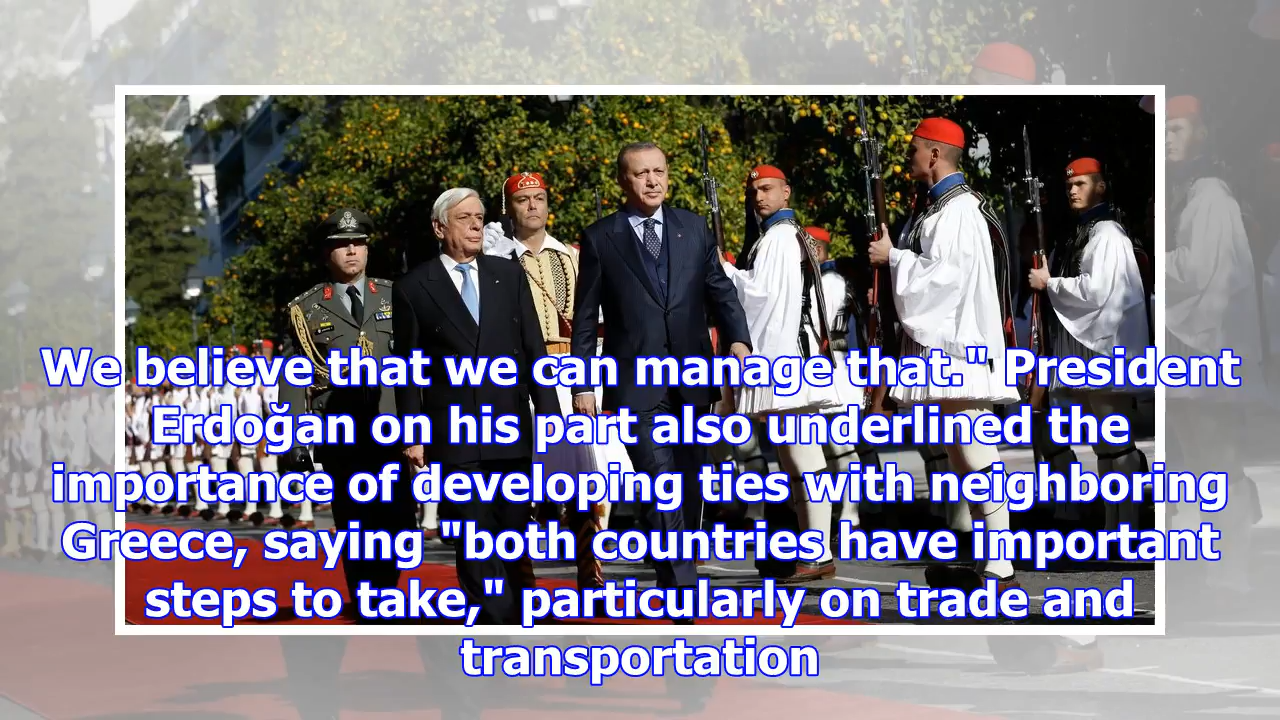 We believe that we can manage that." President
Erdoğan on his part also underlined the
importance of developing ties with neighboring
Greece, saying "both countries have important
steps to take," particularly on trade and
transportation